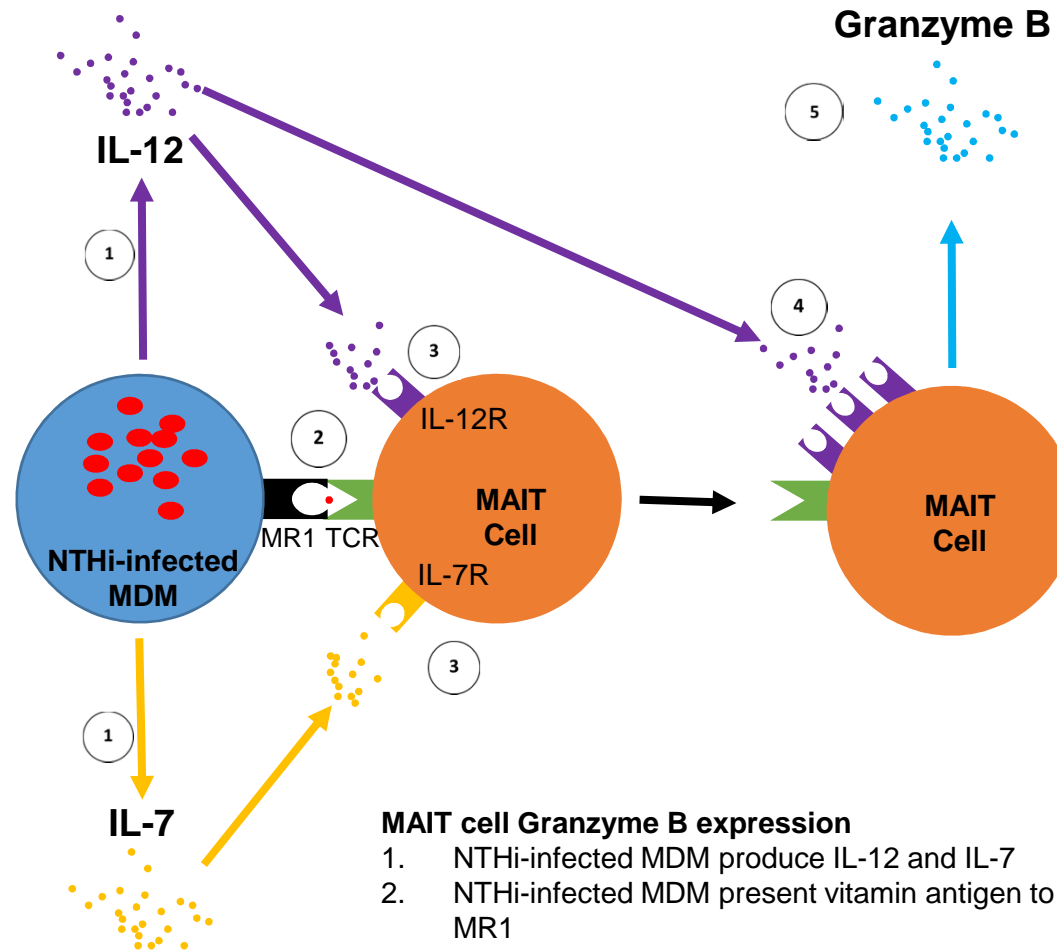 Granzyme B
5
IL-12
1
4
3
IL-12R
2
MAIT
Cell
MAIT
Cell
MR1 TCR
NTHi-infected
MDM
IL-7R
3
1
IL-7
MAIT cell Granzyme B expression
1. NTHi-infected MDM produce IL-12 and IL-7
2. NTHi-infected MDM present vitamin antigen to
MR1